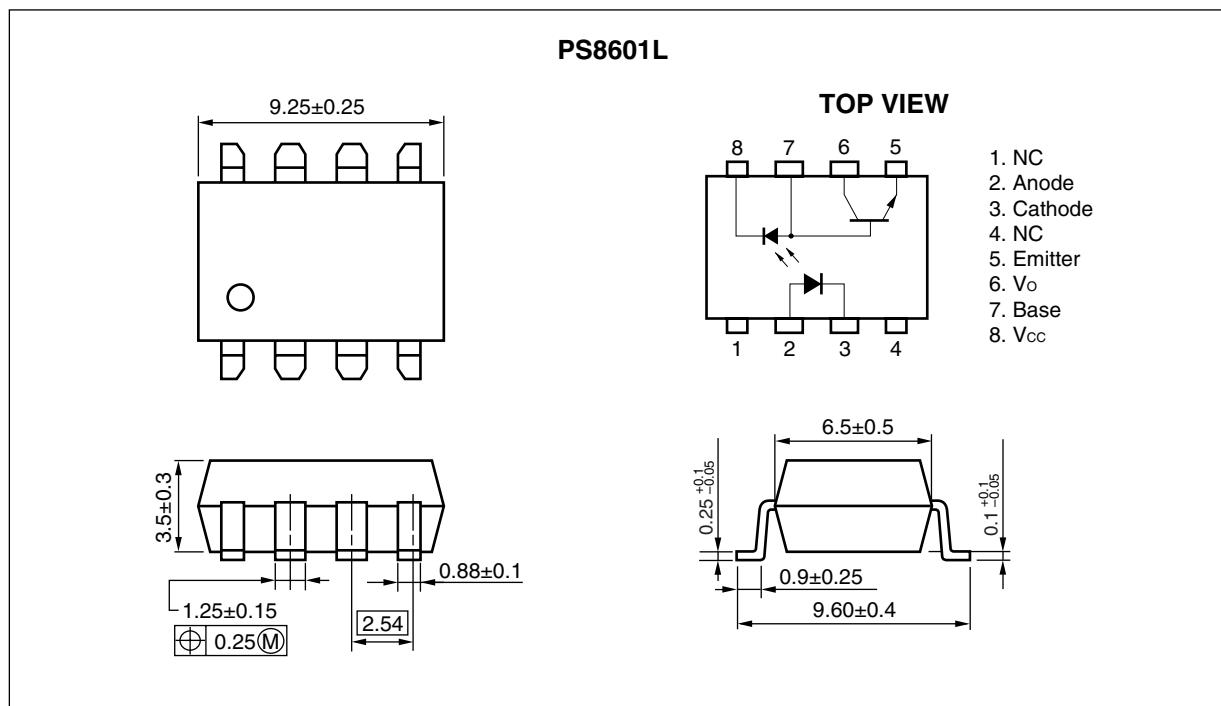 PS8601L
9.25±0.25
TOP VIEW
8 7 6 5
1. NC
2. Anode
3. Cathode
4. NC
5. Emitter
6. VO
7. Base
8. VCC
1 2 3 4
3.5±0.3
0.88±0.1
1.25±0.15
2.54
0.25 Ⓜ
6.5±0.5
0.25 +0.1 −0.05
0.1 +0.1 −0.05
0.9±0.25
9.60±0.4